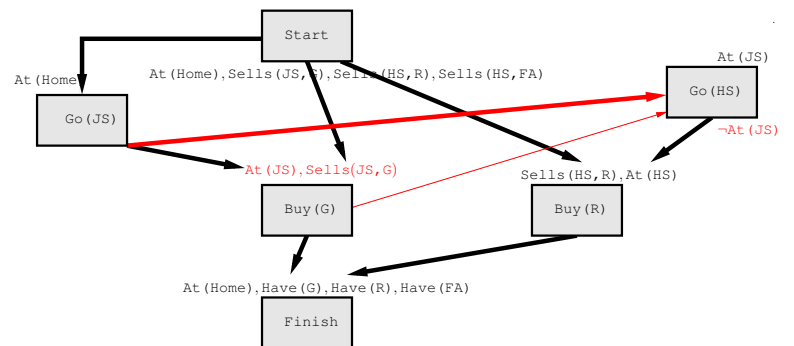 Start
At(Home),Sells(JS,G),Sells(HS,R),Sells(HS,FA)
At(JS)
At(Home
Go(HS)
Go(JS)
¬At(JS)
At(JS),Sells(JS,G)
Sells(HS,R),At(HS)
Buy(G)
Buy(R)
At(Home),Have(G),Have(R),Have(FA)
Finish